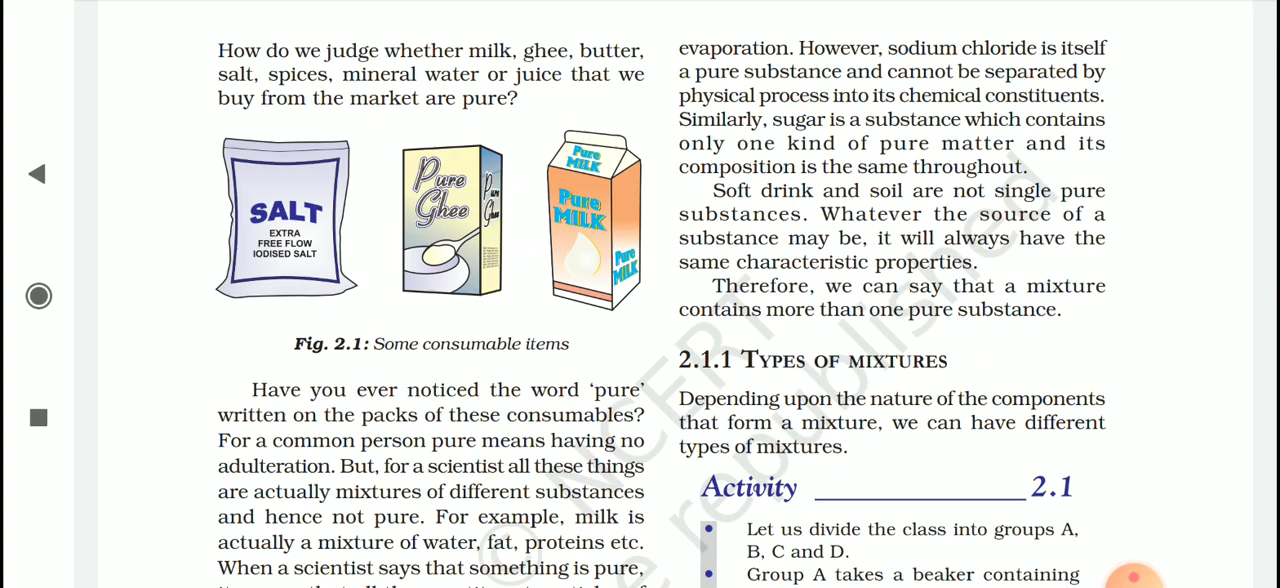 How do we judge whether milk, ghee, butter,
salt, spices, mineral water or juice that we
buy from the market are pure?
SALT
EXTRA
FREE FLOW
IODISED SALT
Pure
Ghee
Pure
Ghee
Pure
MILK
Pure
MILK
Pure
MILK
Fig. 2.1: Some consumable items
Have you ever noticed the word ‘pure’
written on the packs of these consumables?
For a common person pure means having no
adulteration. But, for a scientist all these things
are actually mixtures of different substances
and hence not pure. For example, milk is
actually a mixture of water, fat, proteins etc.
When a scientist says that something is pure,
evaporation. However, sodium chloride is itself
a pure substance and cannot be separated by
physical process into its chemical constituents.
Similarly, sugar is a substance which contains
only one kind of pure matter and its
composition is the same throughout.
Soft drink and soil are not single pure
substances. Whatever the source of a
substance may be, it will always have the
same characteristic properties.
Therefore, we can say that a mixture
contains more than one pure substance.
2.1.1 TYPES OF MIXTURES
Depending upon the nature of the components
that form a mixture, we can have different
types of mixtures.
Activity 2.1
• Let us divide the class into groups A,
B, C and D.
• Group A takes a beaker containing
© NCERT
republished